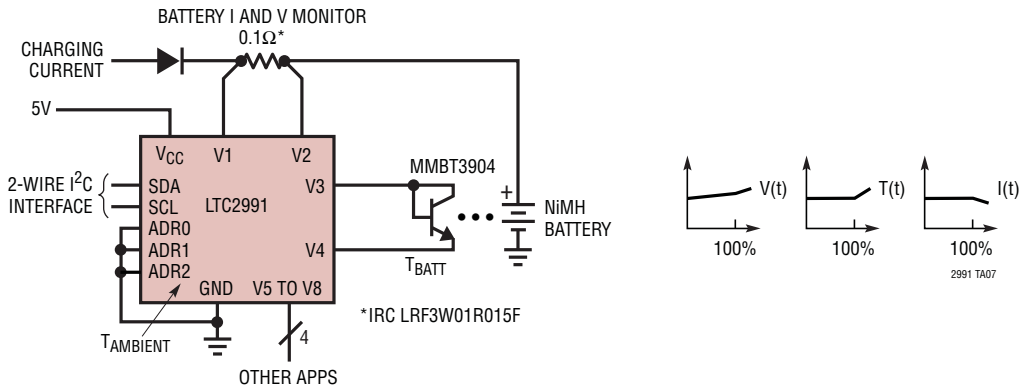 BATTERY I AND V MONITOR
0.1Ω*
CHARGING
CURRENT
5V
VCC
V1
V2
2-WIRE I2C
INTERFACE
SDA
SCL
LTC2991
ADR0
ADR1
ADR2
V3
V4
GND
V5 TO V8
TAMBIENT
4
OTHER APPS
MMBT3904
TBATT
+
NiMH
BATTERY
*IRC LRF3W01R015F
V(t)
100%
T(t)
100%
I(t)
100%
2991 TA07